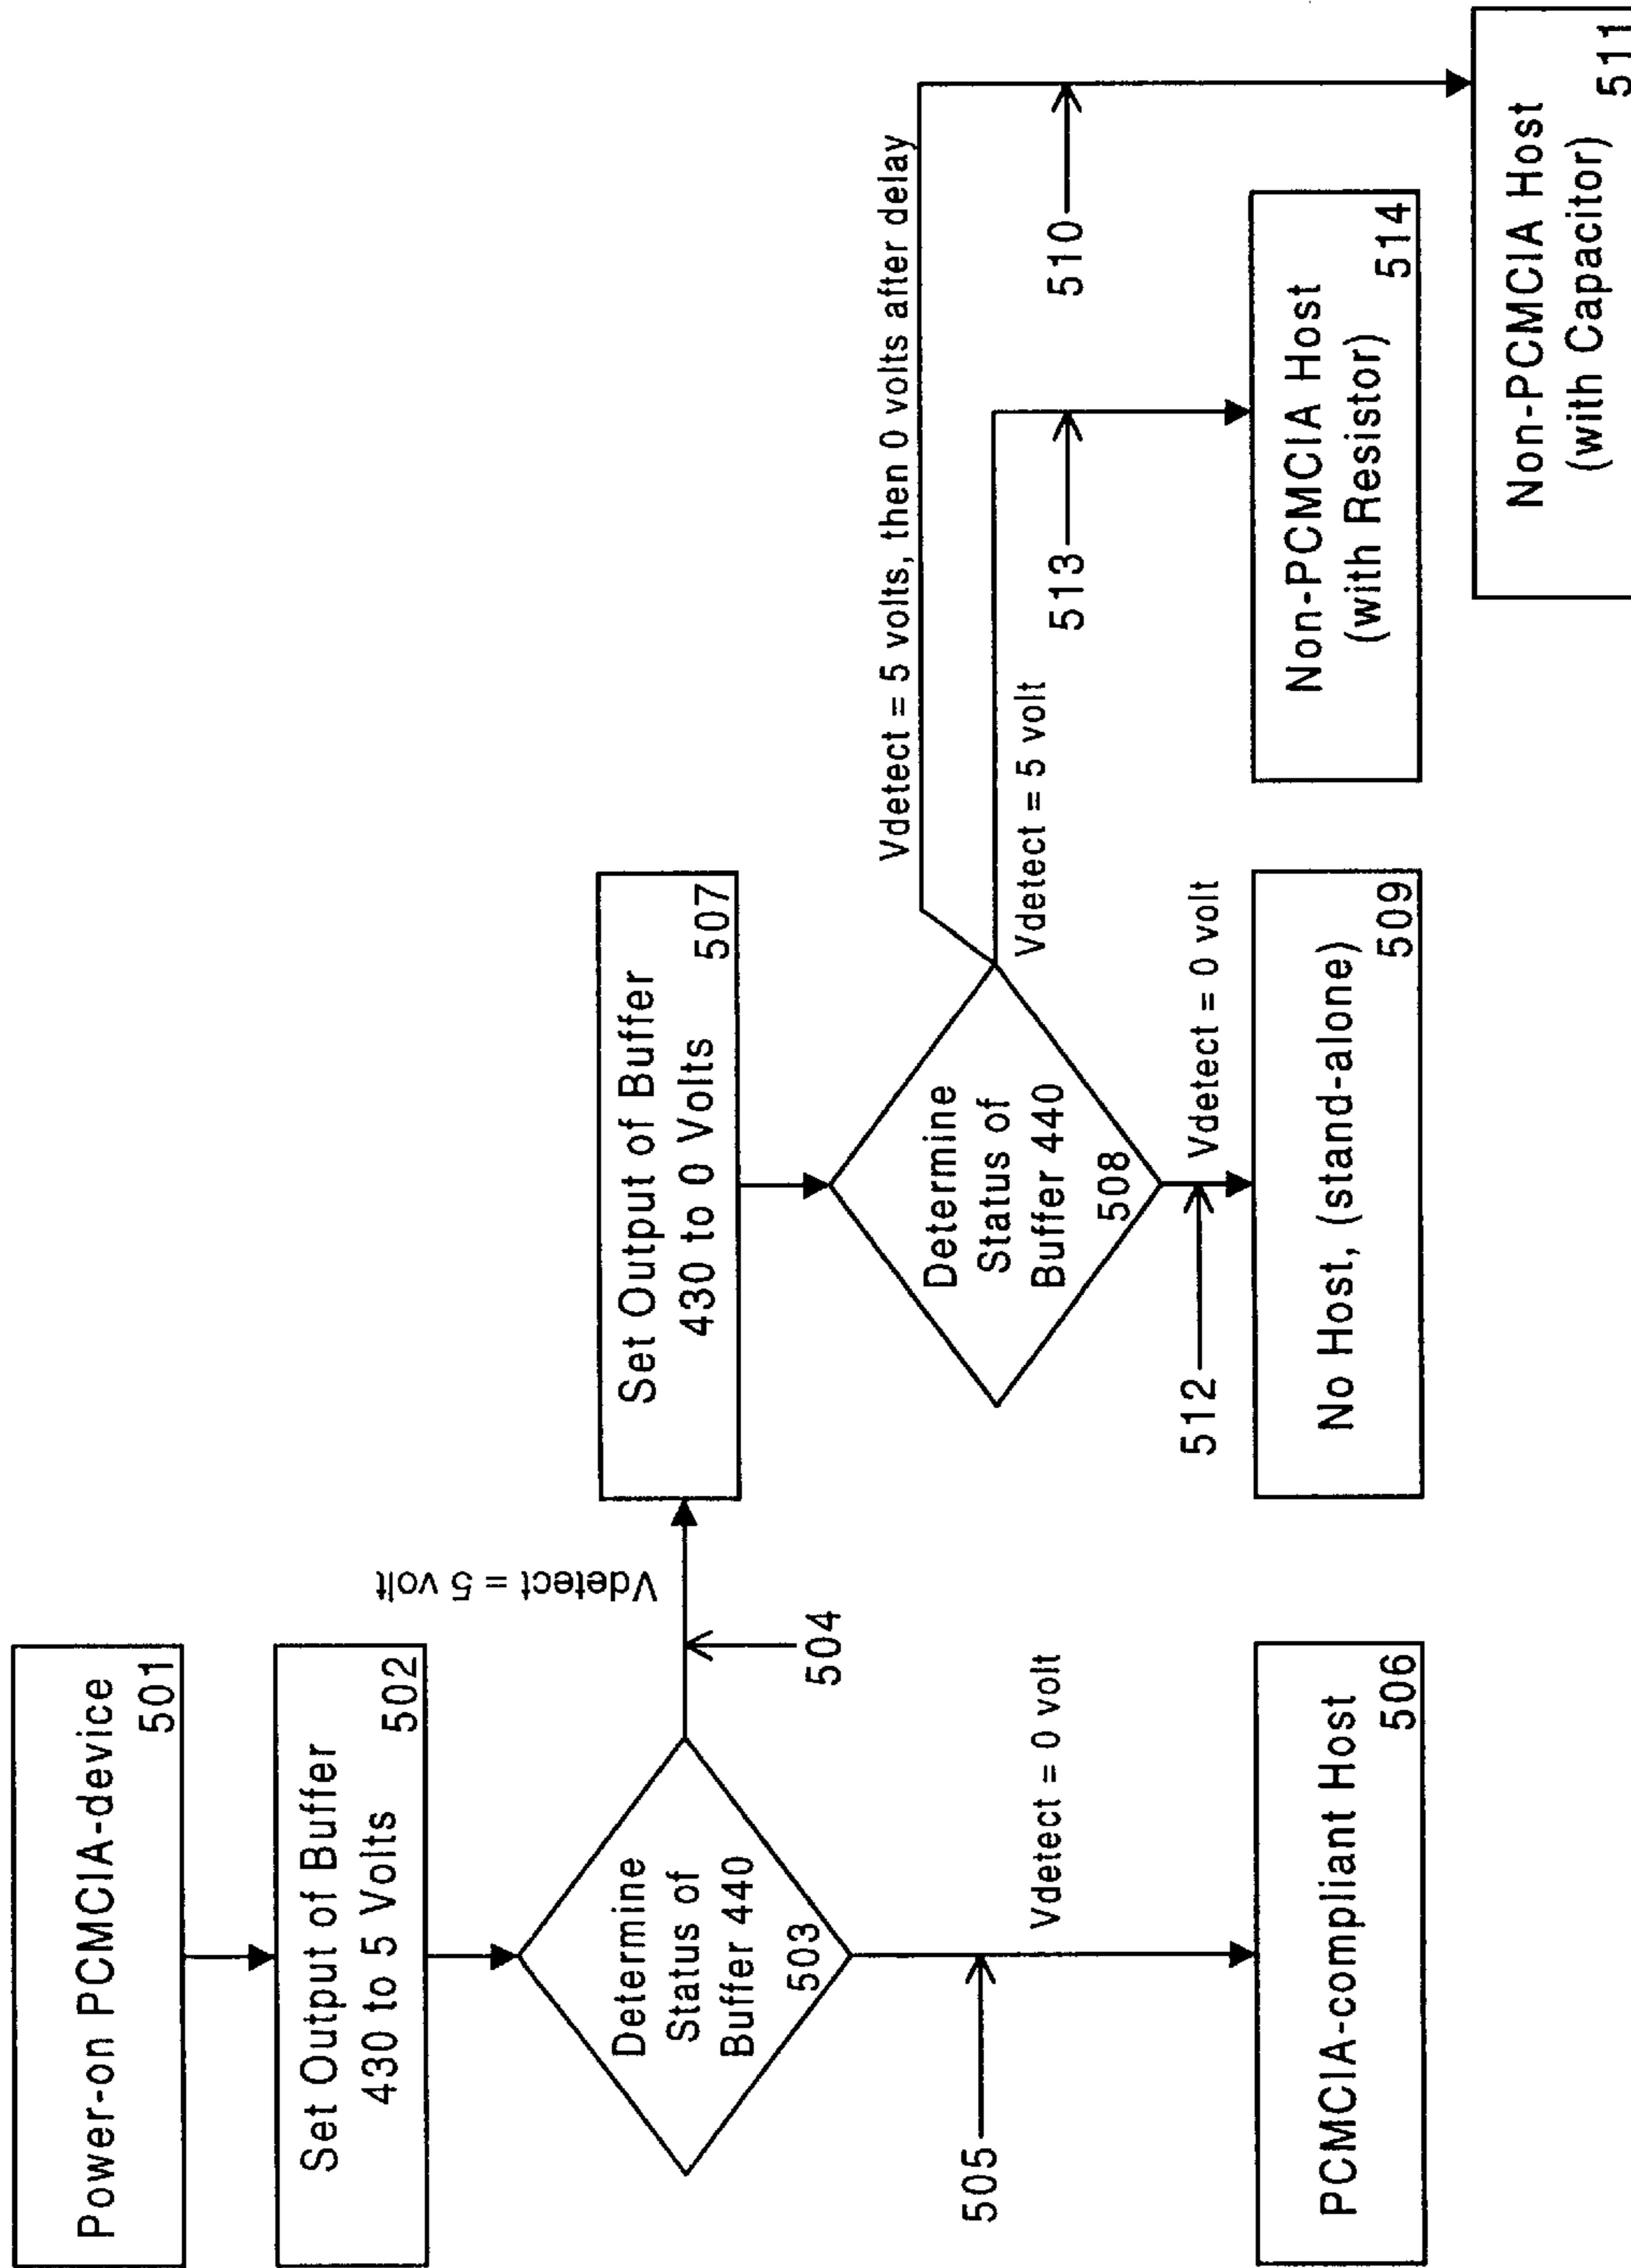 Power-on PCMCIA-device
501
Set Output of Buffer
430 to 5 Volts
502
Determine
Status of
Buffer 440
503
Vdetect = 5 volt
504
505
Vdetect = 0 volt
PCMCIA-compliant Host
506
Set Output of Buffer
430 to 0 Volts
507
Determine
Status of
Buffer 440
508
512
Vdetect = 0 volt
No Host, (stand-alone)
509
Vdetect = 5 volt
513
Non-PCMCIA Host
(with Resistor)
514
Vdetect = 5 volts, then 0 volts after delay
510
Non-PCMCIA Host
(with Capacitor)
511